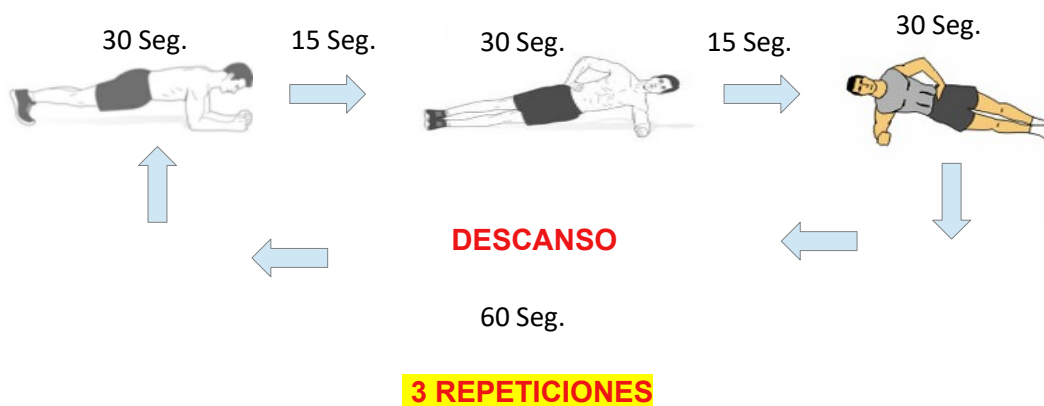 30 Seg.
15 Seg.
30 Seg.
15 Seg.
30 Seg.
DESCANSO
60 Seg.
3 REPETICIONES